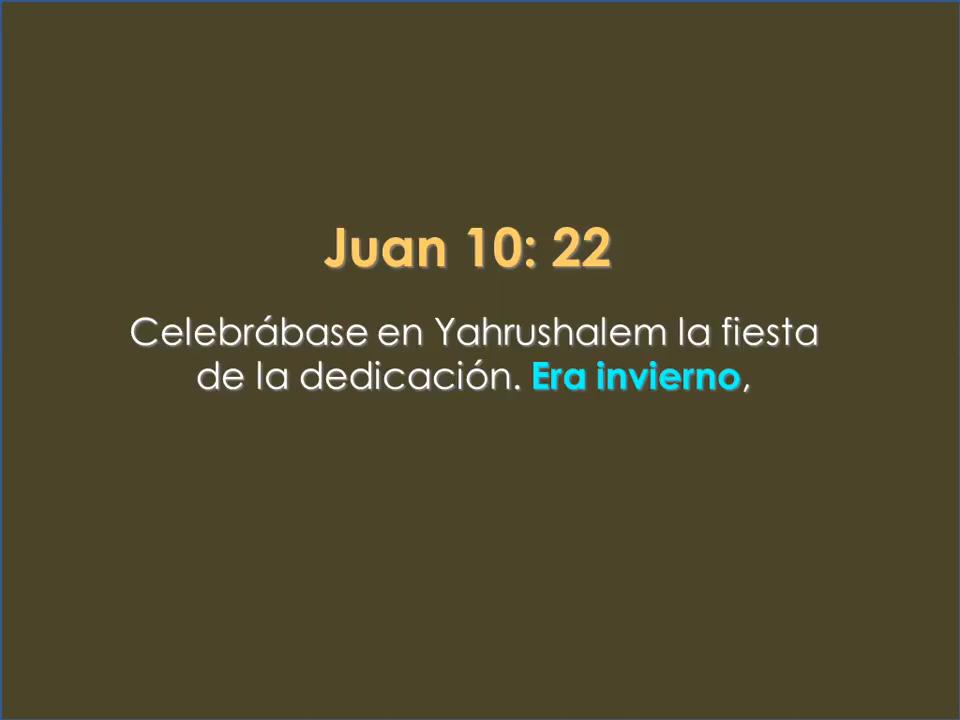 Juan 10: 22
Celebrábase en Yahrushalem la fiesta
de la dedicación. Era invierno,